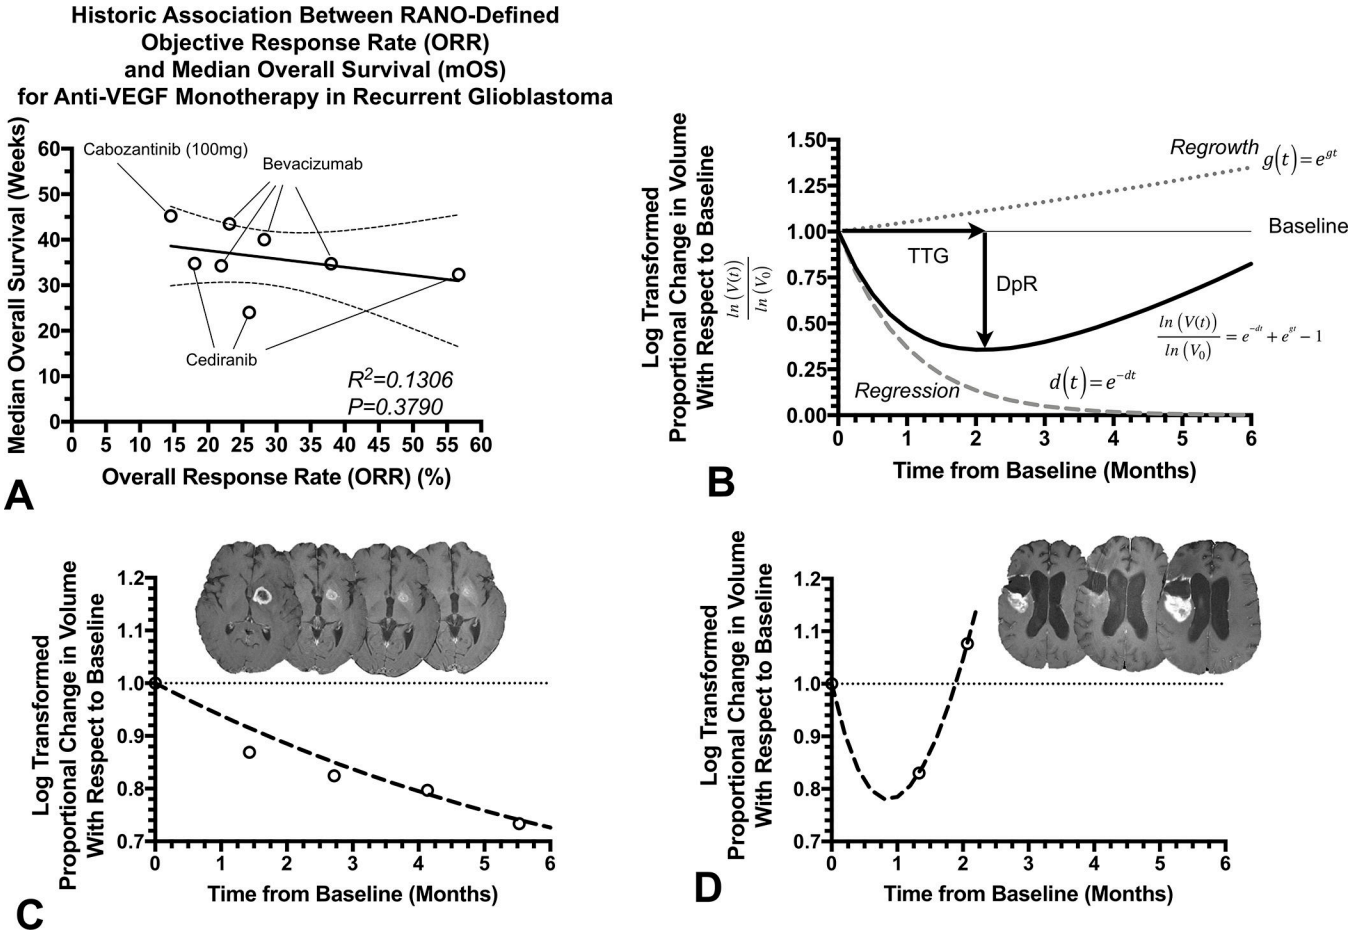 Historic Association Between RANO-Defined
Objective Response Rate (ORR)
and Median Overall Survival (mOS)
for Anti-VEGF Monotherapy in Recurrent Glioblastoma
Median Overall Survival (Weeks)
60
50
40
30
20
10
0
Cabozantinib (100mg)
Bevacizumab
Cediranib
R²=0.1306
P=0.3790
0 5 10 15 20 25 30 35 40 45 50 55 60
Overall Response Rate (ORR) (%)
A
Log Transformed
Proportional Change in Volume
With Respect to Baseline
ln (V(t))
ln (V₀)
1.50
1.25
1.00
0.75
0.50
0.25
0.00
Regrowth
g(t)=e^{gt}
Baseline
TTG
DpR
ln (V(t))
ln (V₀)
= e^{-dt} + e^{gt} − 1
Regression
d(t)=e^{-dt}
0 1 2 3 4 5 6
Time from Baseline (Months)
B
Log Transformed
Proportional Change in Volume
With Respect to Baseline
1.2
1.1
1.0
0.9
0.8
0.7
0 1 2 3 4 5 6
Time from Baseline (Months)
C
Log Transformed
Proportional Change in Volume
With Respect to Baseline
1.2
1.1
1.0
0.9
0.8
0.7
0 1 2 3 4 5 6
Time from Baseline (Months)
D